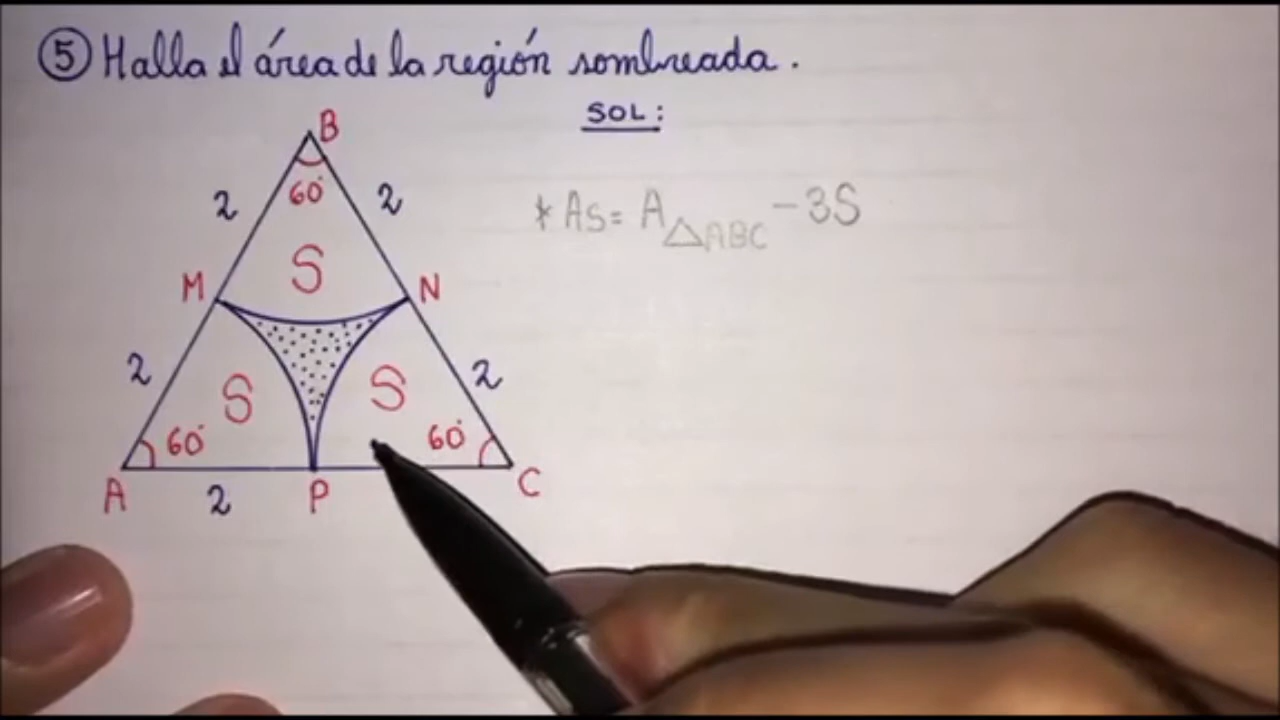 ⑤ Halla el área de la región sombreada.
SOL:
B
60°
2
2
* As = A△ABC - 3S
S
M
N
2
2
S
S
60°
60°
A
2
P
C